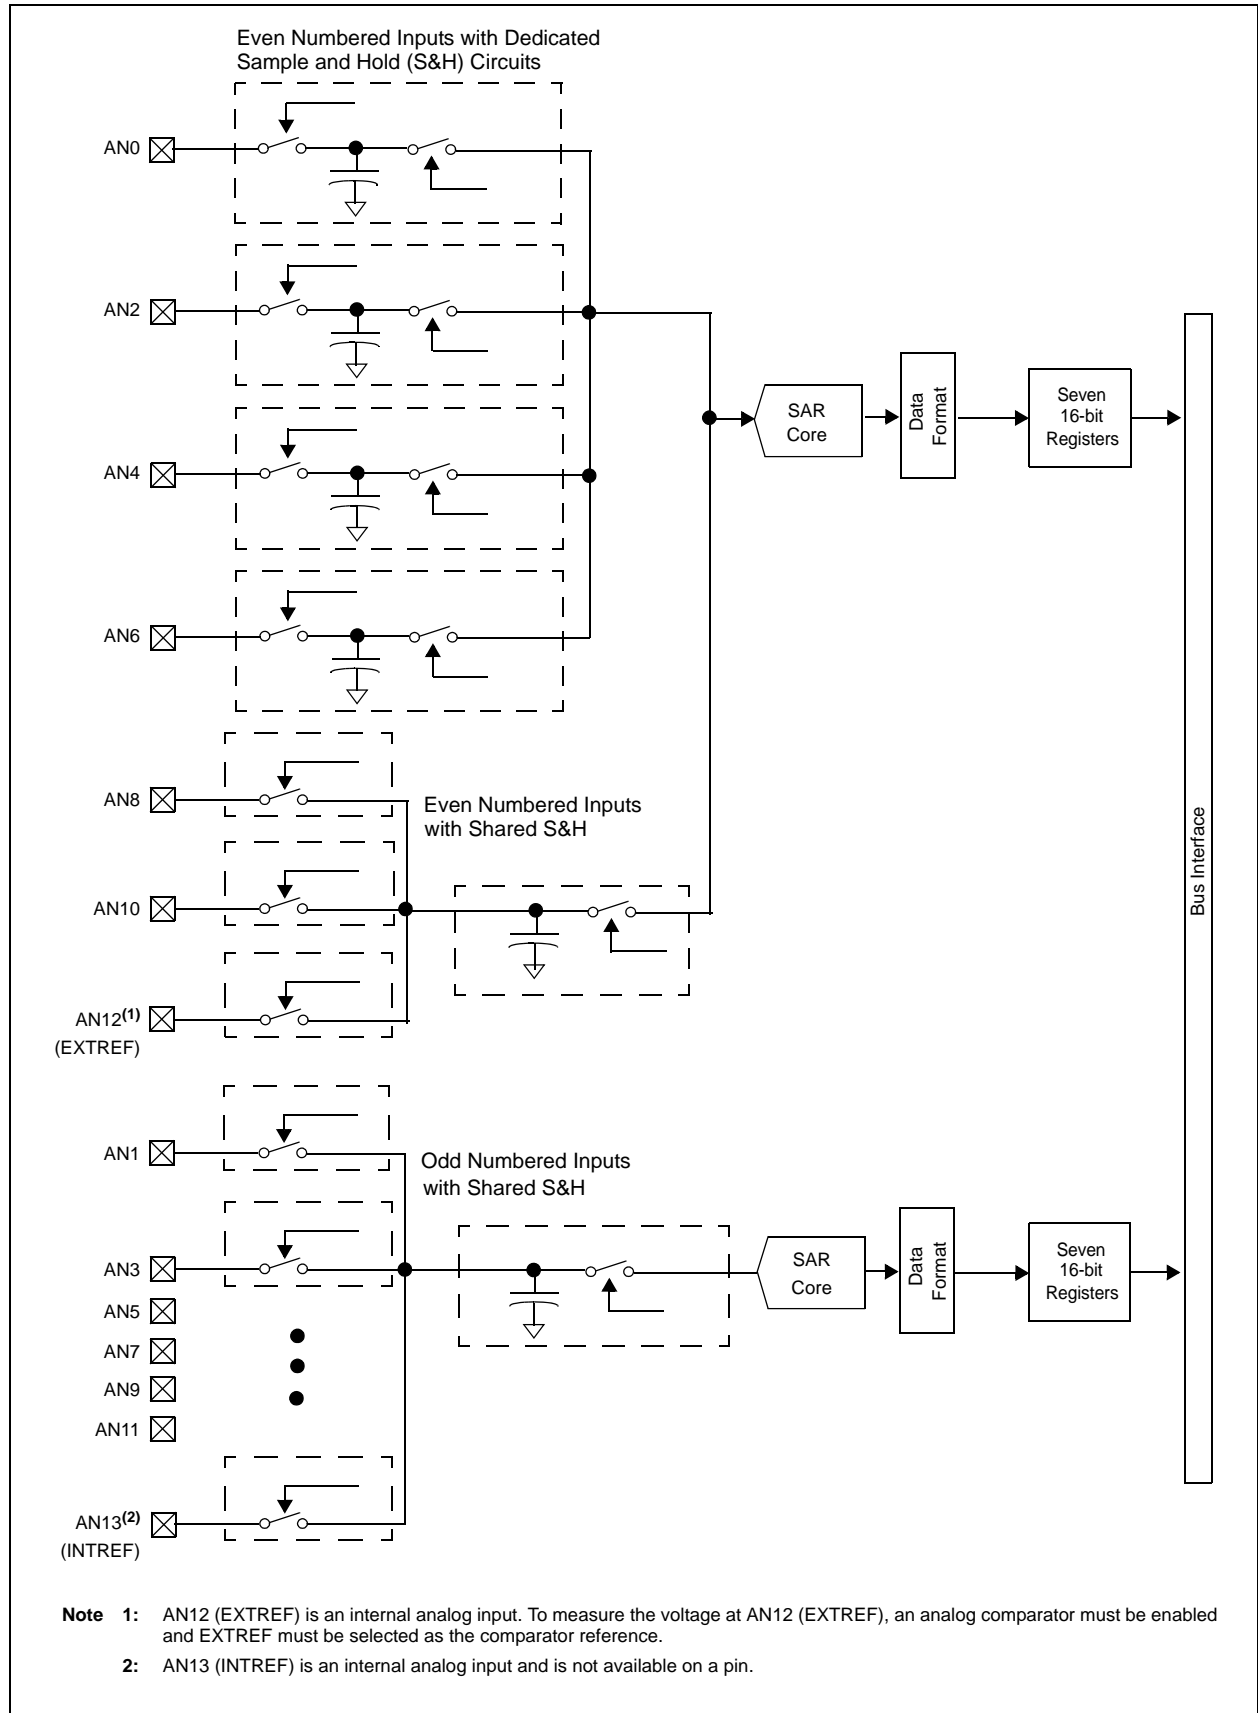 Even Numbered Inputs with Dedicated
Sample and Hold (S&H) Circuits
AN0
AN2
AN4
AN6
SAR
Core
Data
Format
Seven
16-bit
Registers
Bus Interface
AN8
Even Numbered Inputs
with Shared S&H
AN10
AN12(1)
(EXTREF)
AN1
Odd Numbered Inputs
with Shared S&H
AN3
AN5
AN7
AN9
AN11
SAR
Core
Data
Format
Seven
16-bit
Registers
AN13(2)
(INTREF)
Note 1: AN12 (EXTREF) is an internal analog input. To measure the voltage at AN12 (EXTREF), an analog comparator must be enabled
and EXTREF must be selected as the comparator reference.
2: AN13 (INTREF) is an internal analog input and is not available on a pin.